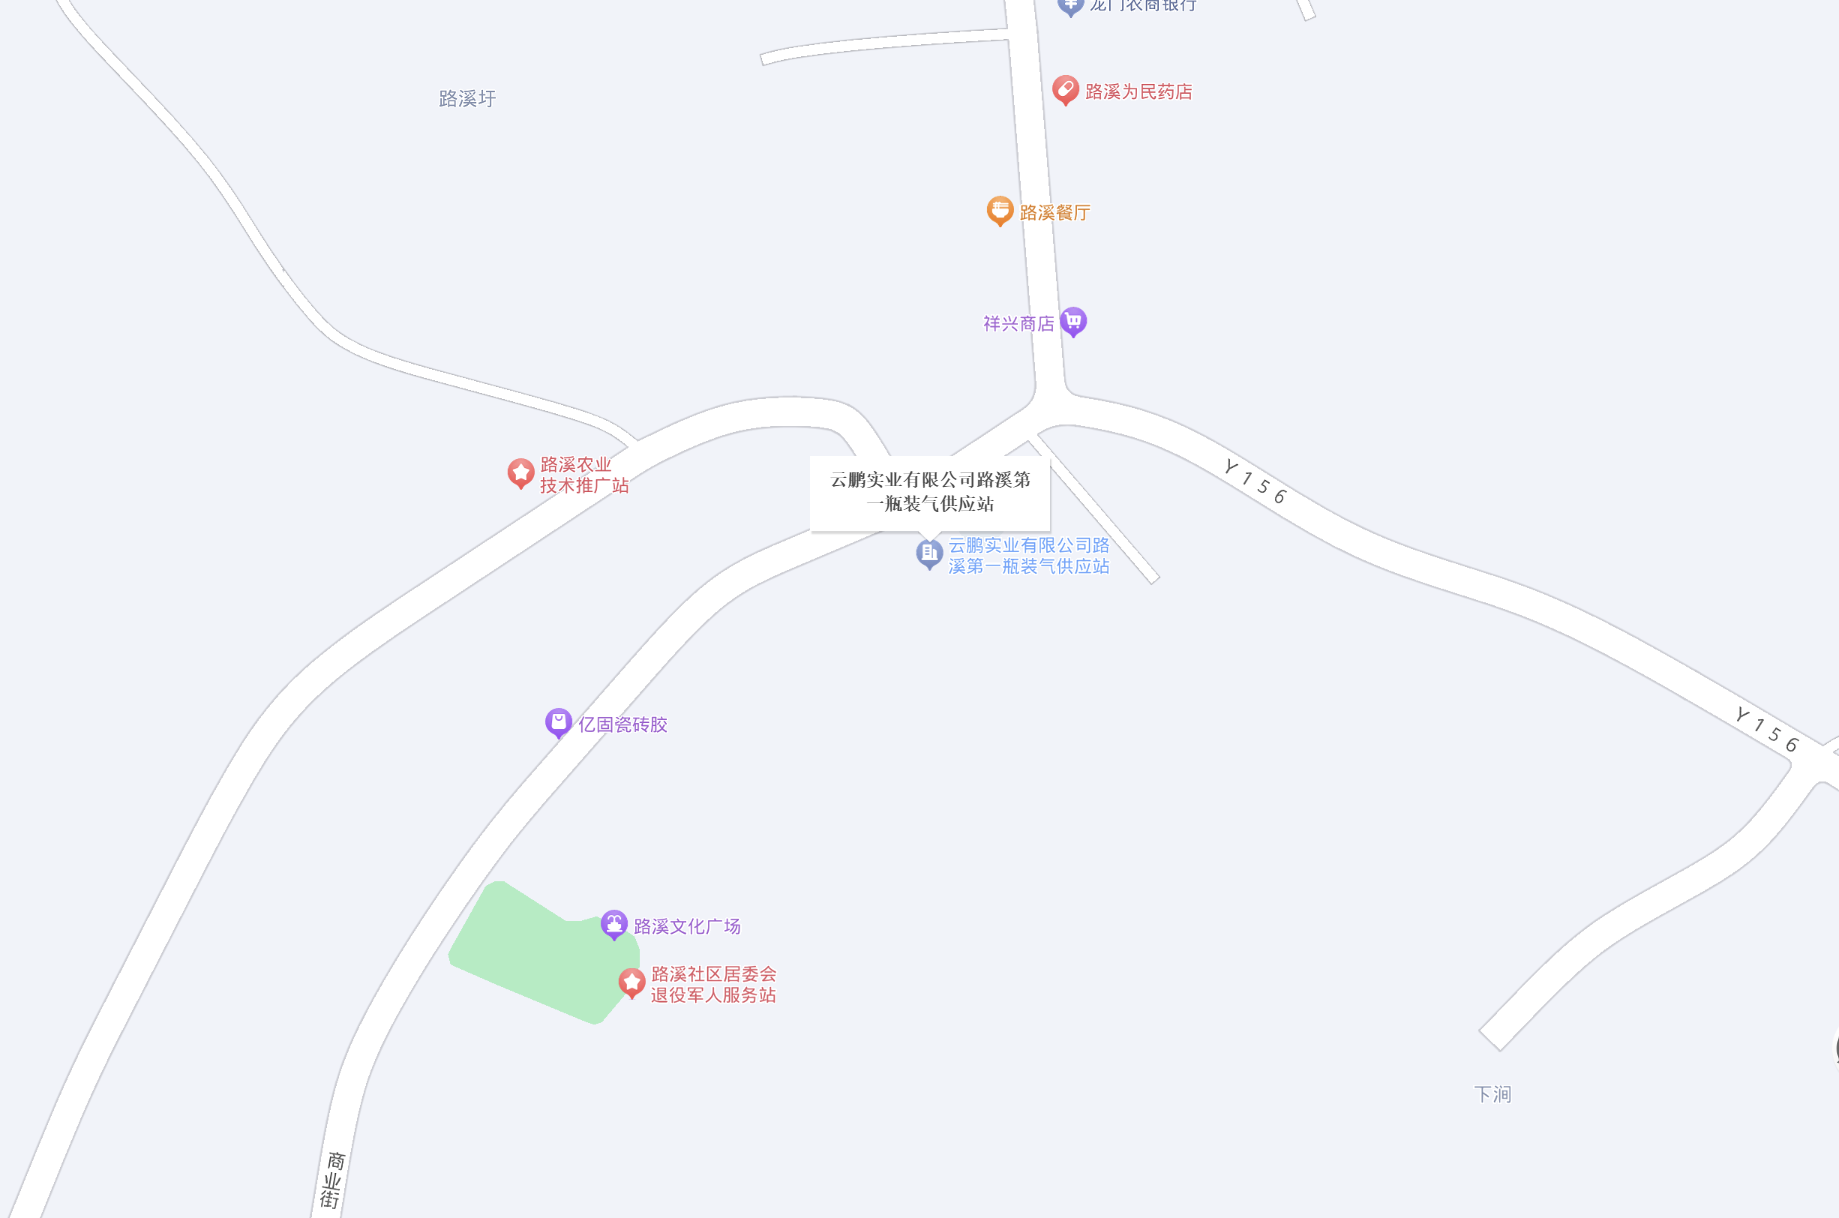 龙门农商银行
路溪圩
路溪为民药店
路溪餐厅
祥兴商店
路溪农业
技术推广站
Y156
云鹏实业有限公司路溪第
一瓶装气供应站
云鹏实业有限公司路
溪第一瓶装气供应站
Y156
亿固瓷砖胶
路溪文化广场
路溪社区居委会
退役军人服务站
下涧
商业街